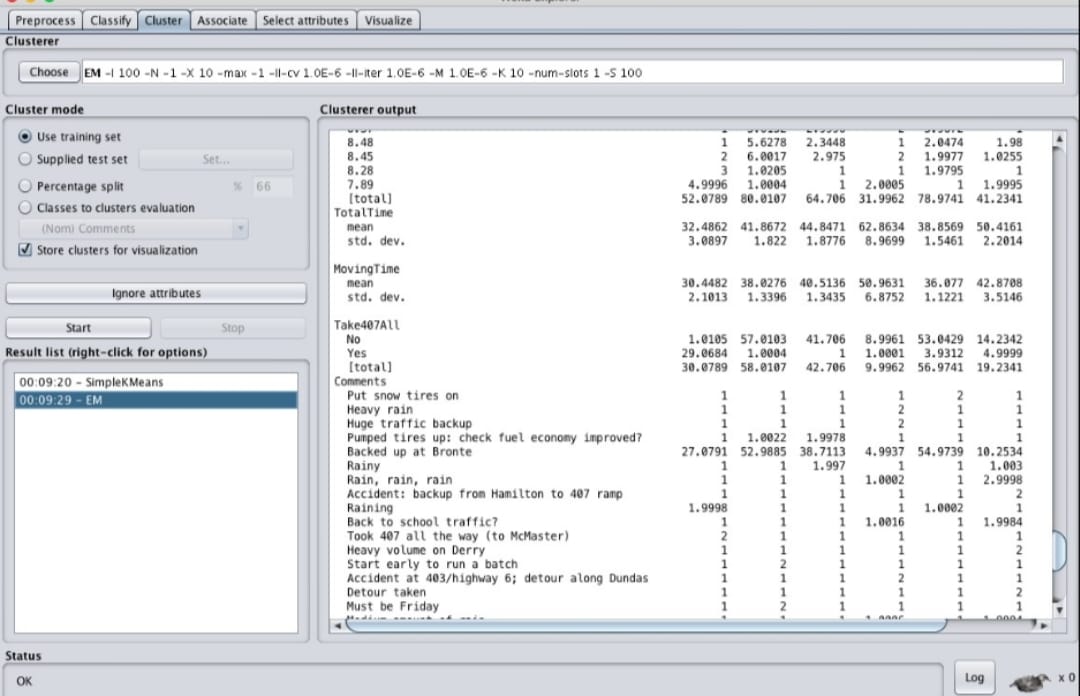 Preprocess Classify Cluster Associate Select attributes Visualize
Clusterer
Choose EM -I 100 -N -1 -X 10 -max -1 -ll-cv 1.0E-6 -ll-iter 1.0E-6 -M 1.0E-6 -K 10 -num-slots 1 -S 100
Cluster mode
Use training set
Supplied test set Set...
Percentage split % 66
Classes to clusters evaluation
(Nom) Comments
Store clusters for visualization
Ignore attributes
Start Stop
Result list (right-click for options)
00:09:20 - SimpleKMeans
00:09:29 - EM
Clusterer output
8.48 1 5.6278 2.3448 1 2.0474 1.98
8.45 2 6.0017 2.975 2 1.9977 1.0255
8.28 3 1.0205 1 1 1.9795 1
7.89 4.9996 1.0004 1 2.0005 1 1.9995
[total] 52.0789 80.0107 64.706 31.9962 78.9741 41.2341
TotalTime
mean 32.4862 41.8672 44.8471 62.8634 38.8569 50.4161
std. dev. 3.0897 1.822 1.8776 8.9699 1.5461 2.2014
MovingTime
mean 30.4482 38.0276 40.5136 50.9631 36.077 42.8708
std. dev. 2.1013 1.3396 1.3435 6.8752 1.1221 3.5146
Take407All
No 1.0105 57.0103 41.706 8.9961 53.0429 14.2342
Yes 29.0684 1.0004 1 1.0001 3.9312 4.9999
[total] 30.0789 58.0107 42.706 9.9962 56.9741 19.2341
Comments
Put snow tires on 1 1 1 1 2 1
Heavy rain 1 1 1 2 1 1
Huge traffic backup 1 1 1 2 1 1
Pumped tires up: check fuel economy improved? 1 1.0022 1.9978 1 1 1
Backed up at Bronte 27.0791 52.9885 38.7113 4.9937 54.9739 10.2534
Rainy 1 1 1.997 1 1 1.003
Rain, rain, rain 1 1 1 1.0002 1 2.9998
Accident: backup from Hamilton to 407 ramp 1 1 1 1 1 2
Raining 1.9998 1 1 1 1.0002 1
Back to school traffic? 1 1 1 1.0016 1 1.9984
Took 407 all the way (to McMaster) 2 1 1 1 1 1
Heavy volume on Derry 1 1 1 1 1 2
Start early to run a batch 1 2 1 1 1 1
Accident at 403/highway 6; detour along Dundas 1 1 1 2 1 1
Detour taken 1 1 1 1 1 2
Must be Friday 1 2 1 1 1 1
Status
OK
Log x 0